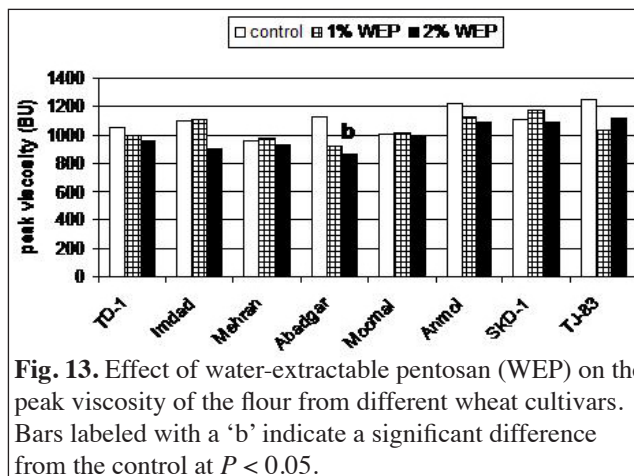 control 1% WEP 2% WEP
1400
1200
1000
800
600
400
200
0
peak viscosity (BU)
b
TD-1
Imdad
Mehran
Abadgar
Moomal
Anmol
SKD-1
TJ-83
Fig. 13. Effect of water-extractable pentosan (WEP) on the
peak viscosity of the flour from different wheat cultivars.
Bars labeled with a ‘b’ indicate a significant difference
from the control at P < 0.05.